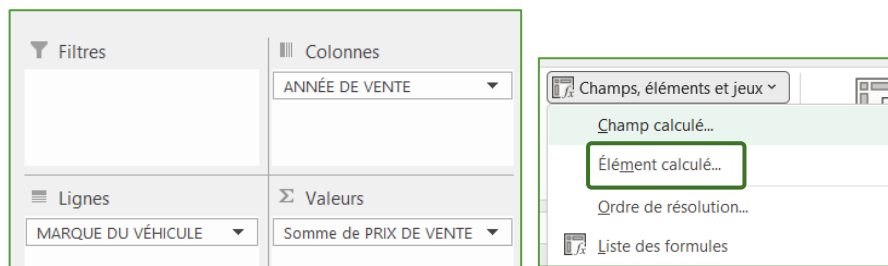 Filtres
Colonnes
ANNÉE DE VENTE
Lignes
Valeurs
MARQUE DU VÉHICULE
Somme de PRIX DE VENTE
Champs, éléments et jeux
Champ calculé...
Élément calculé...
Ordre de résolution...
Liste des formules